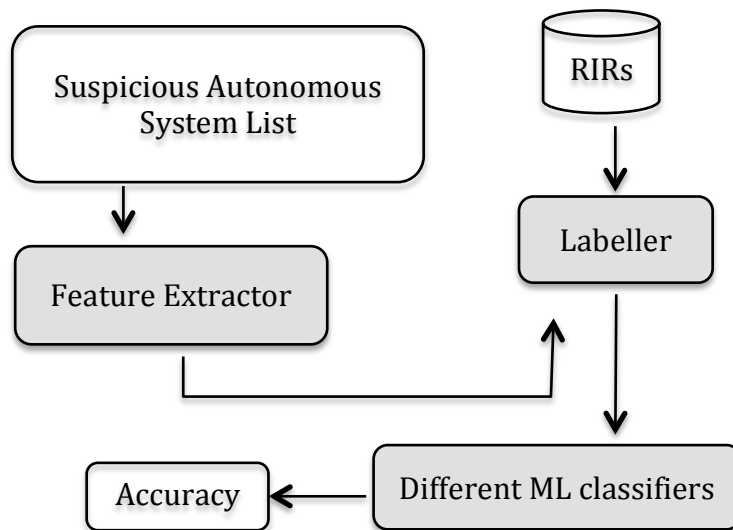 Suspicious Autonomous
System List
RIRs
Labeller
Feature Extractor
Different ML classifiers
Accuracy